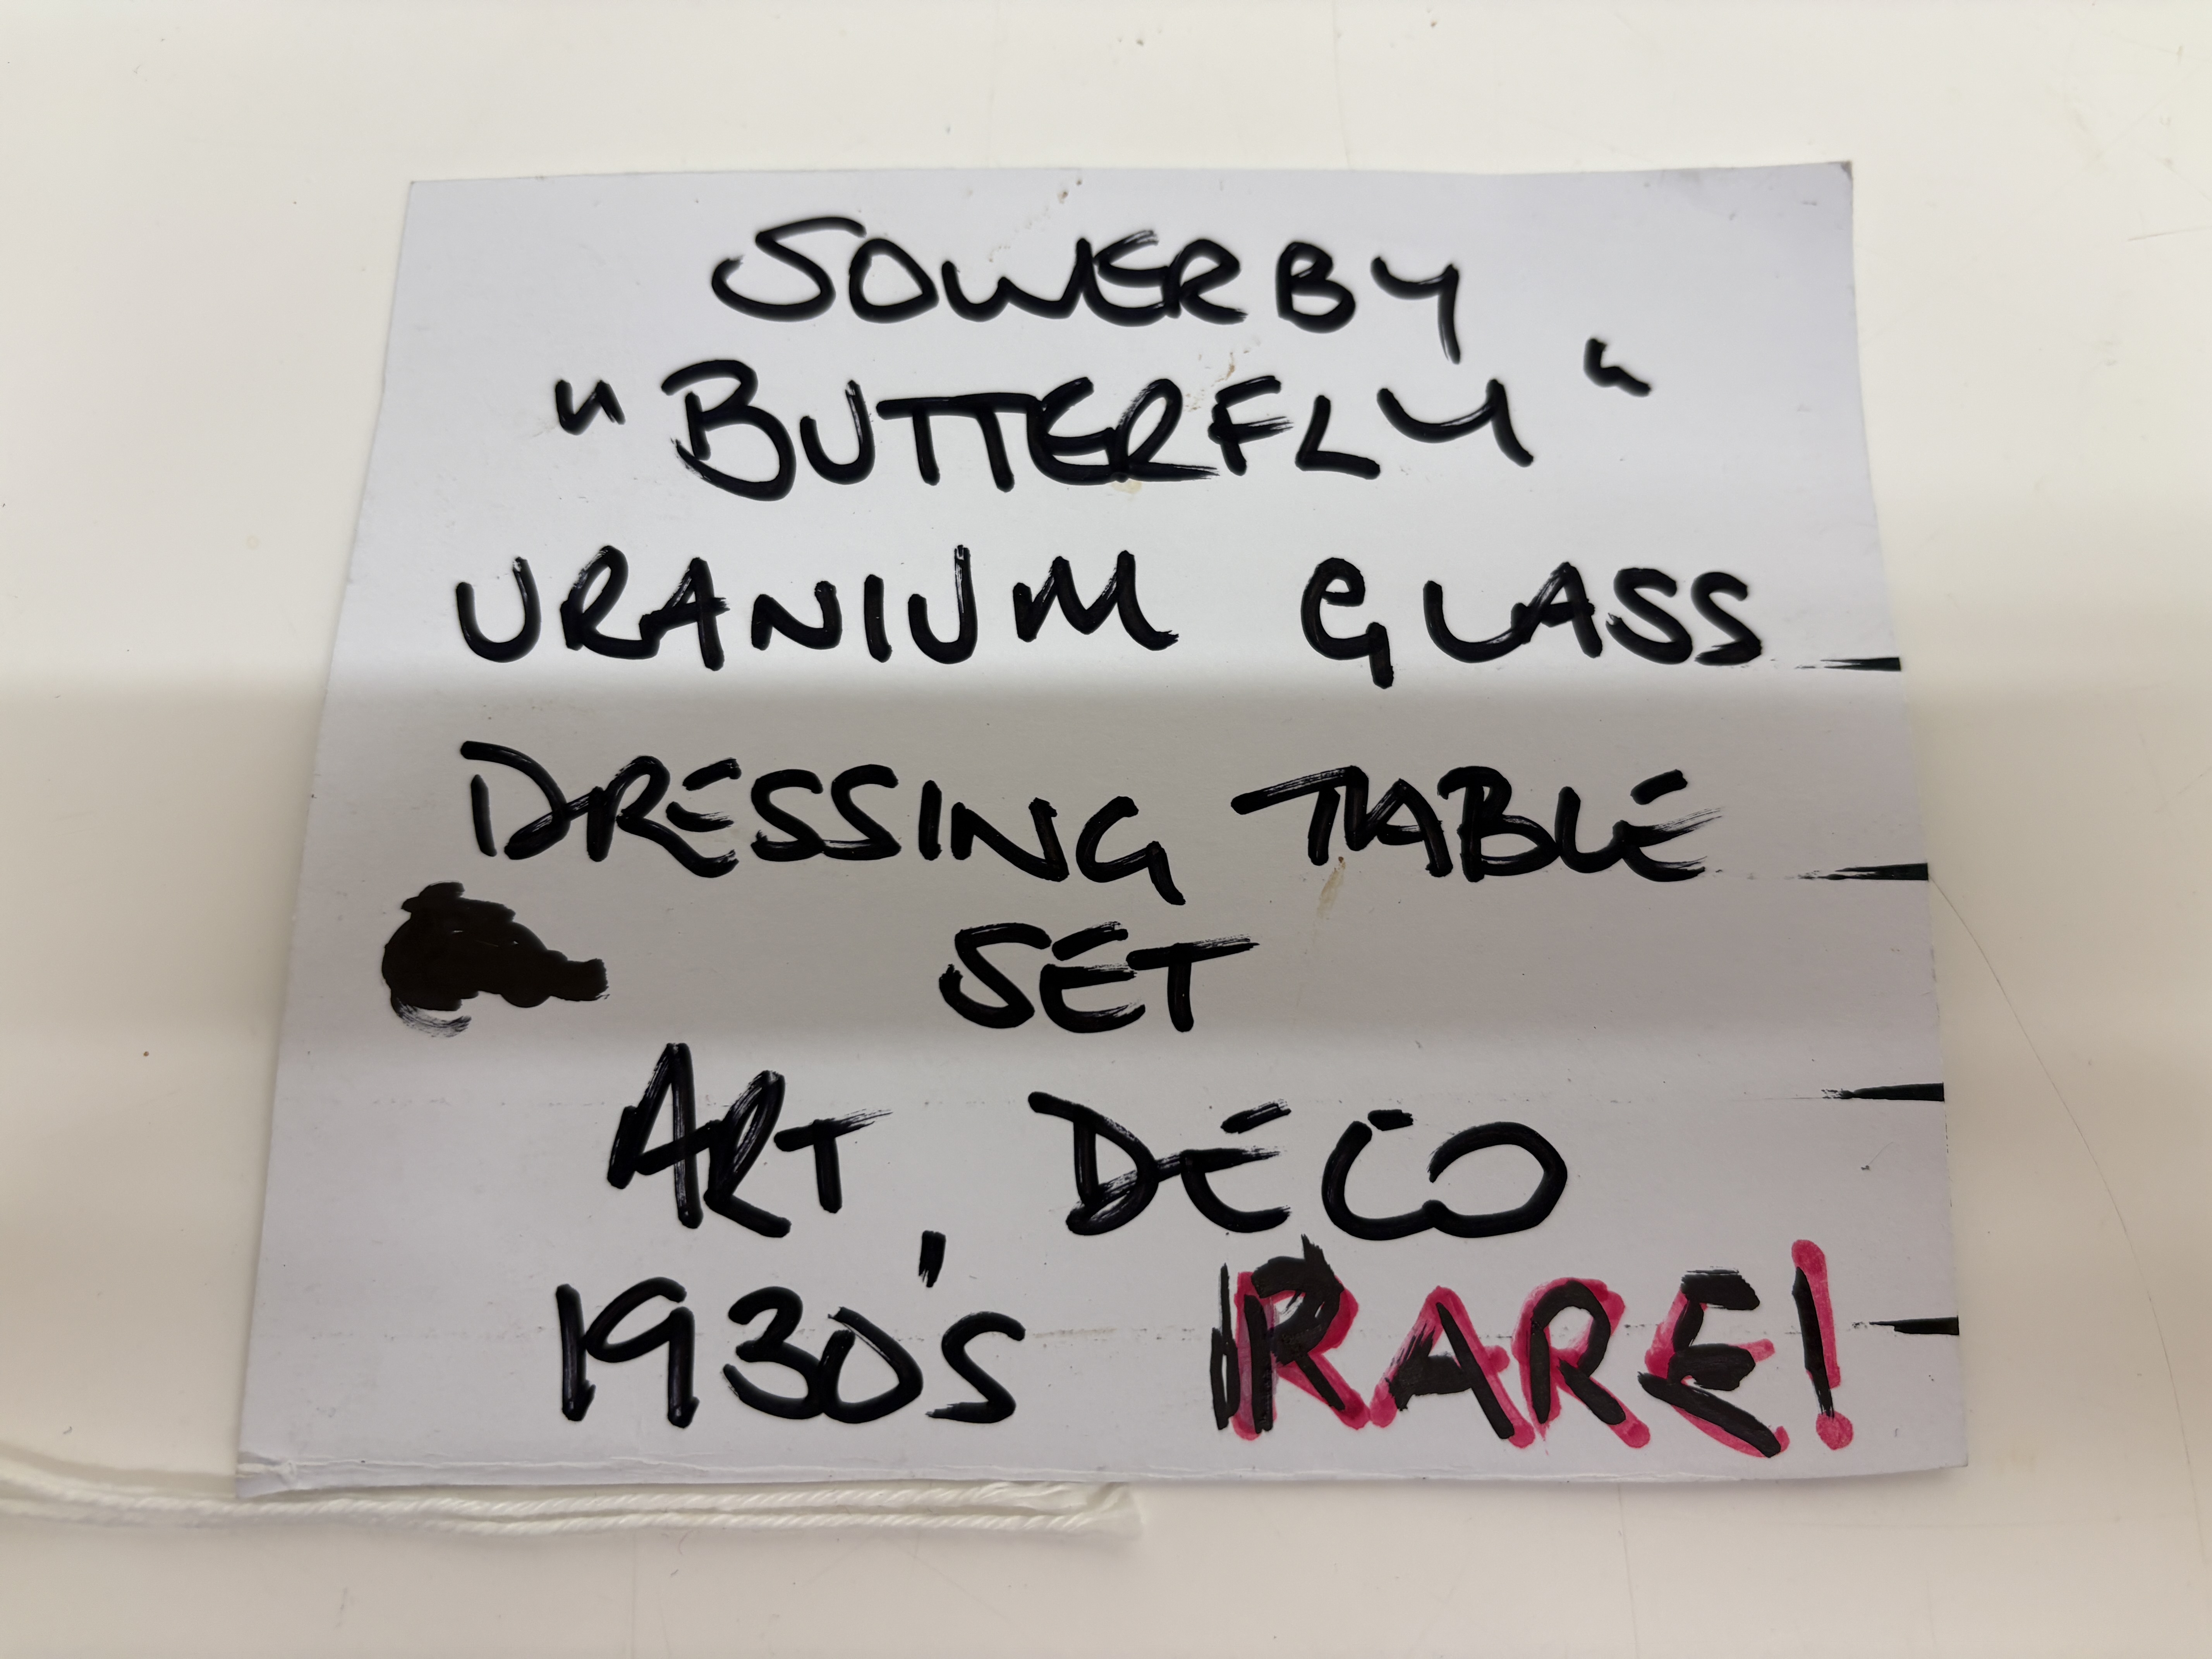 SOWERBY
"BUTTERFLY"
URANIUM GLASS
DRESSING TABLE
SET
ART DECO
1930's RARE!